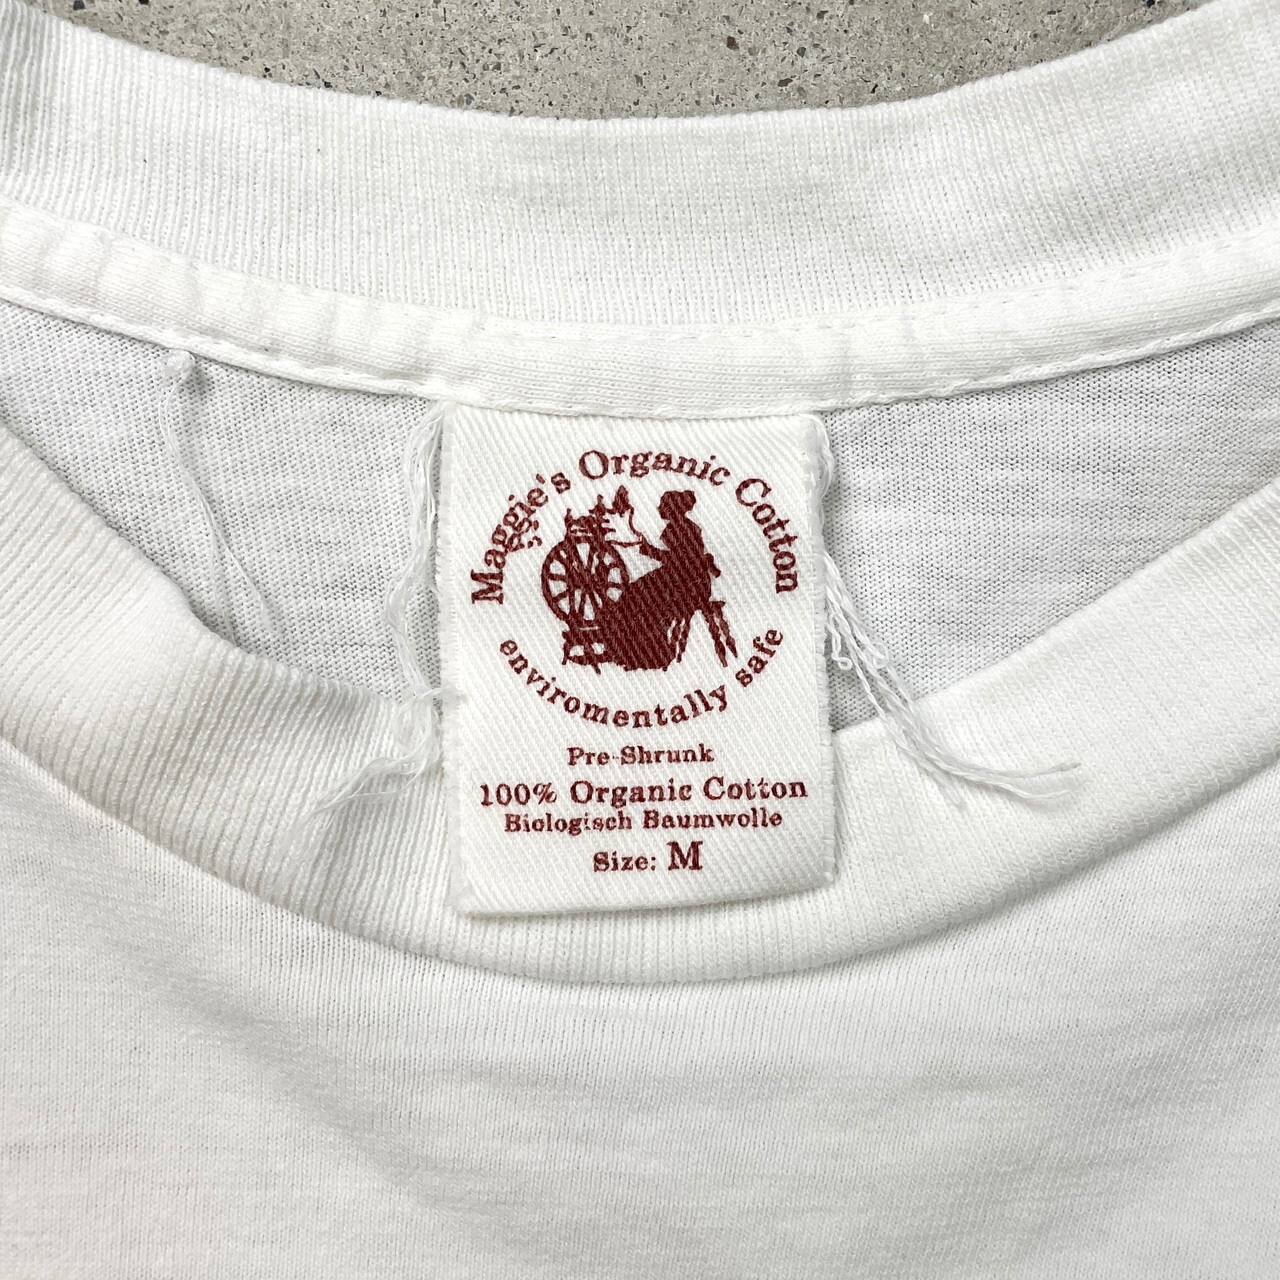 Maggie's Organic Cotton
enviromentally safe
Pre-Shrunk
100% Organic Cotton
Biologisch Baumwolle
Size: M